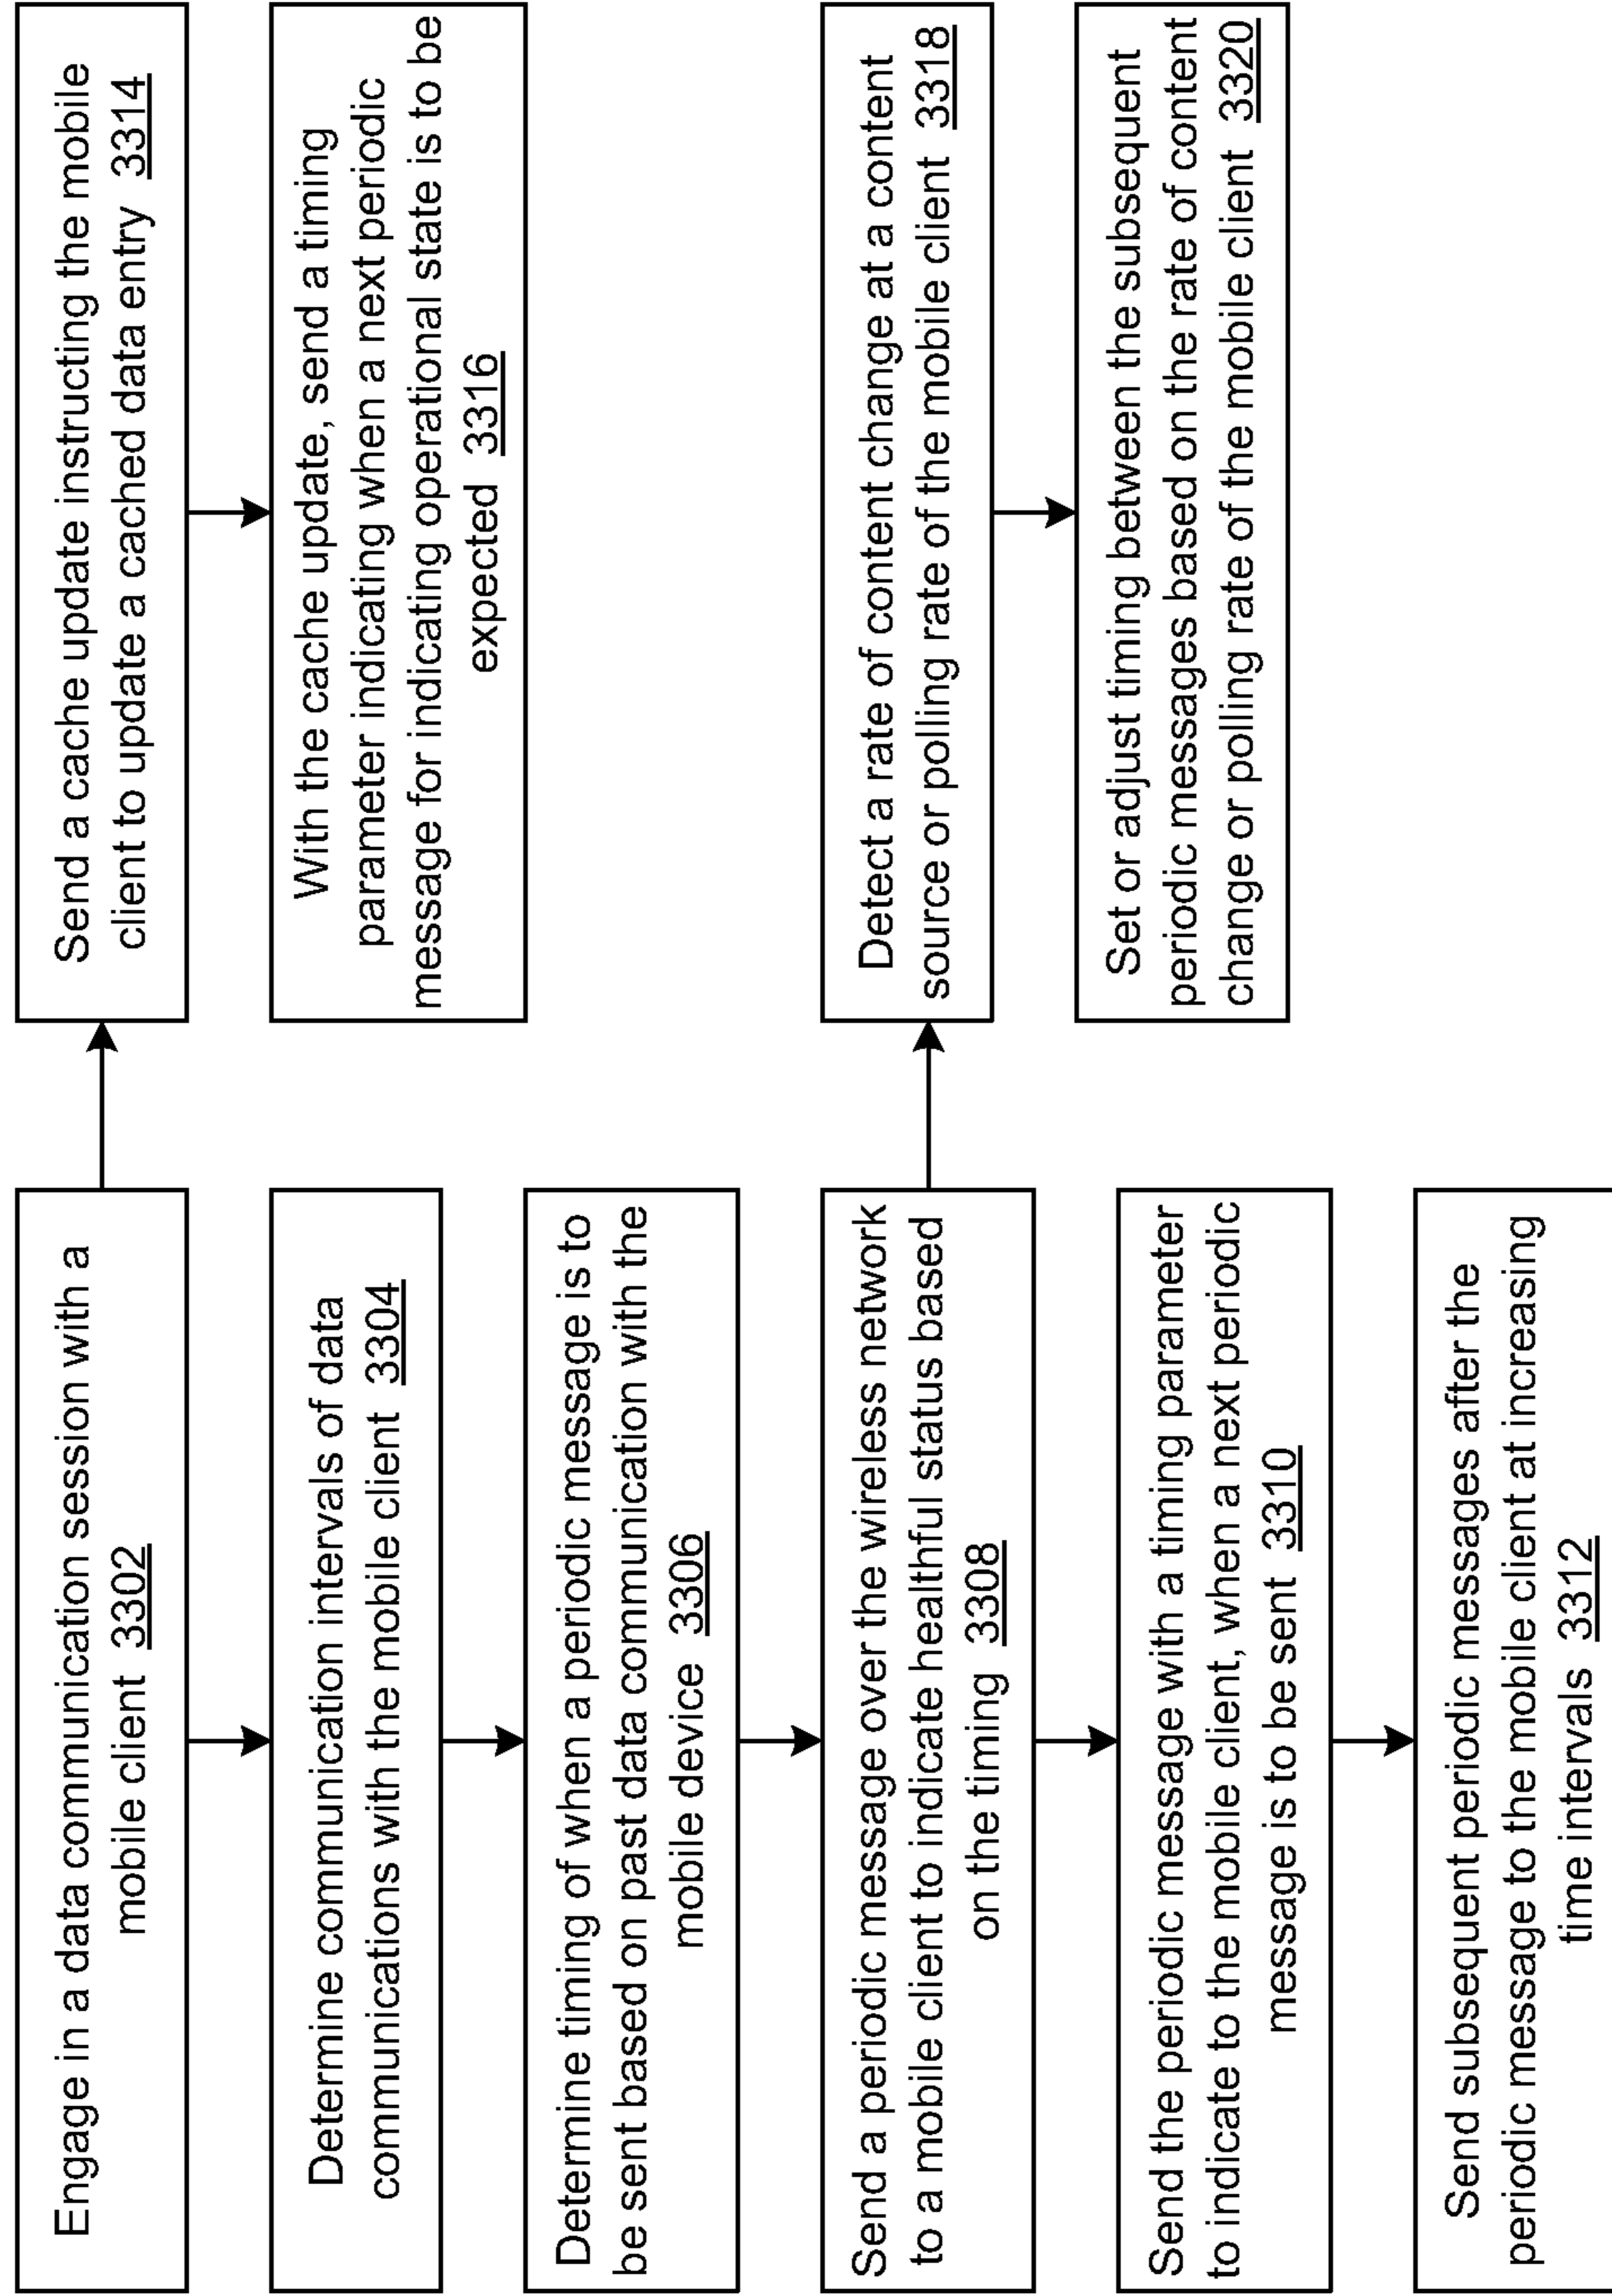 Engage in a data communication session with a
mobile client 3302
Determine communication intervals of data
communications with the mobile client 3304
Determine timing of when a periodic message is to
be sent based on past data communication with the
mobile device 3306
Send a periodic message over the wireless network
to a mobile client to indicate healthful status based
on the timing 3308
Send the periodic message with a timing parameter
to indicate to the mobile client, when a next periodic
message is to be sent 3310
Send subsequent periodic messages after the
periodic message to the mobile client at increasing
time intervals 3312
Send a cache update instructing the mobile
client to update a cached data entry 3314
With the cache update, send a timing
parameter indicating when a next periodic
message for indicating operational state is to be
expected 3316
Detect a rate of content change at a content
source or polling rate of the mobile client 3318
Set or adjust timing between the subsequent
periodic messages based on the rate of content
change or polling rate of the mobile client 3320